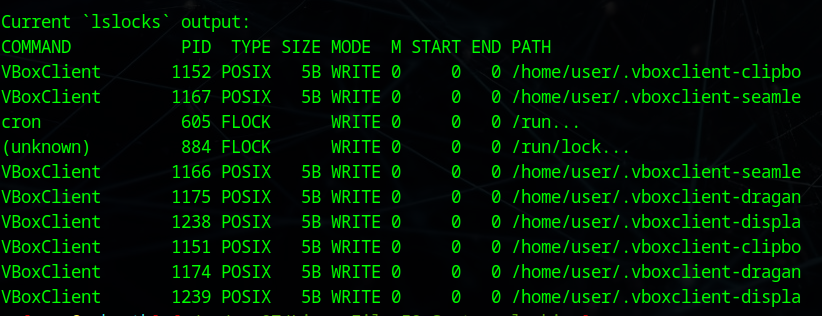 Current `lslocks` output:
COMMAND           PID  TYPE SIZE MODE  M START END PATH
VBoxClient       1152 POSIX   5B WRITE 0     0   0 /home/user/.vboxclient-clipbo
VBoxClient       1167 POSIX   5B WRITE 0     0   0 /home/user/.vboxclient-seamle
cron              605 FLOCK      WRITE 0     0   0 /run...
(unknown)         884 FLOCK      WRITE 0     0   0 /run/lock...
VBoxClient       1166 POSIX   5B WRITE 0     0   0 /home/user/.vboxclient-seamle
VBoxClient       1175 POSIX   5B WRITE 0     0   0 /home/user/.vboxclient-dragan
VBoxClient       1238 POSIX   5B WRITE 0     0   0 /home/user/.vboxclient-displa
VBoxClient       1151 POSIX   5B WRITE 0     0   0 /home/user/.vboxclient-clipbo
VBoxClient       1174 POSIX   5B WRITE 0     0   0 /home/user/.vboxclient-dragan
VBoxClient       1239 POSIX   5B WRITE 0     0   0 /home/user/.vboxclient-displa